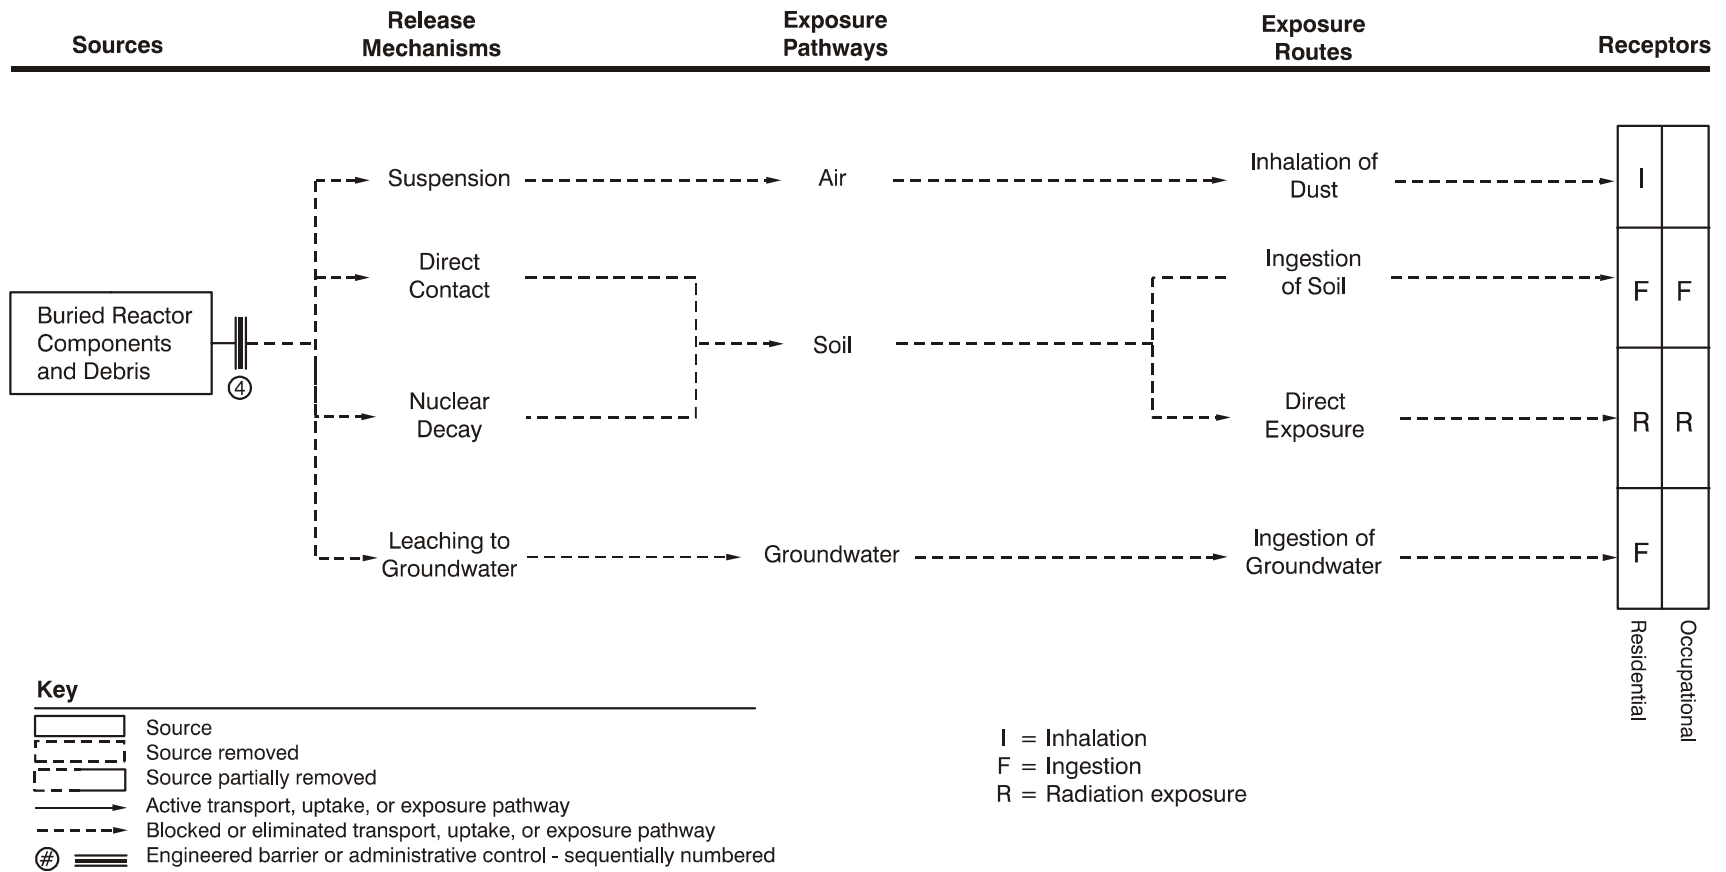 Sources
Release
Mechanisms
Exposure
Pathways
Exposure
Routes
Receptors
Suspension
Air
Inhalation of
Dust
I
Direct
Contact
Ingestion
of Soil
F F
Buried Reactor
Components
and Debris
4
Soil
Nuclear
Decay
Direct
Exposure
R R
Leaching to
Groundwater
Groundwater
Ingestion of
Groundwater
F
Residential
Occupational
Key
Source
Source removed
Source partially removed
Active transport, uptake, or exposure pathway
Blocked or eliminated transport, uptake, or exposure pathway
# Engineered barrier or administrative control - sequentially numbered
I = Inhalation
F = Ingestion
R = Radiation exposure